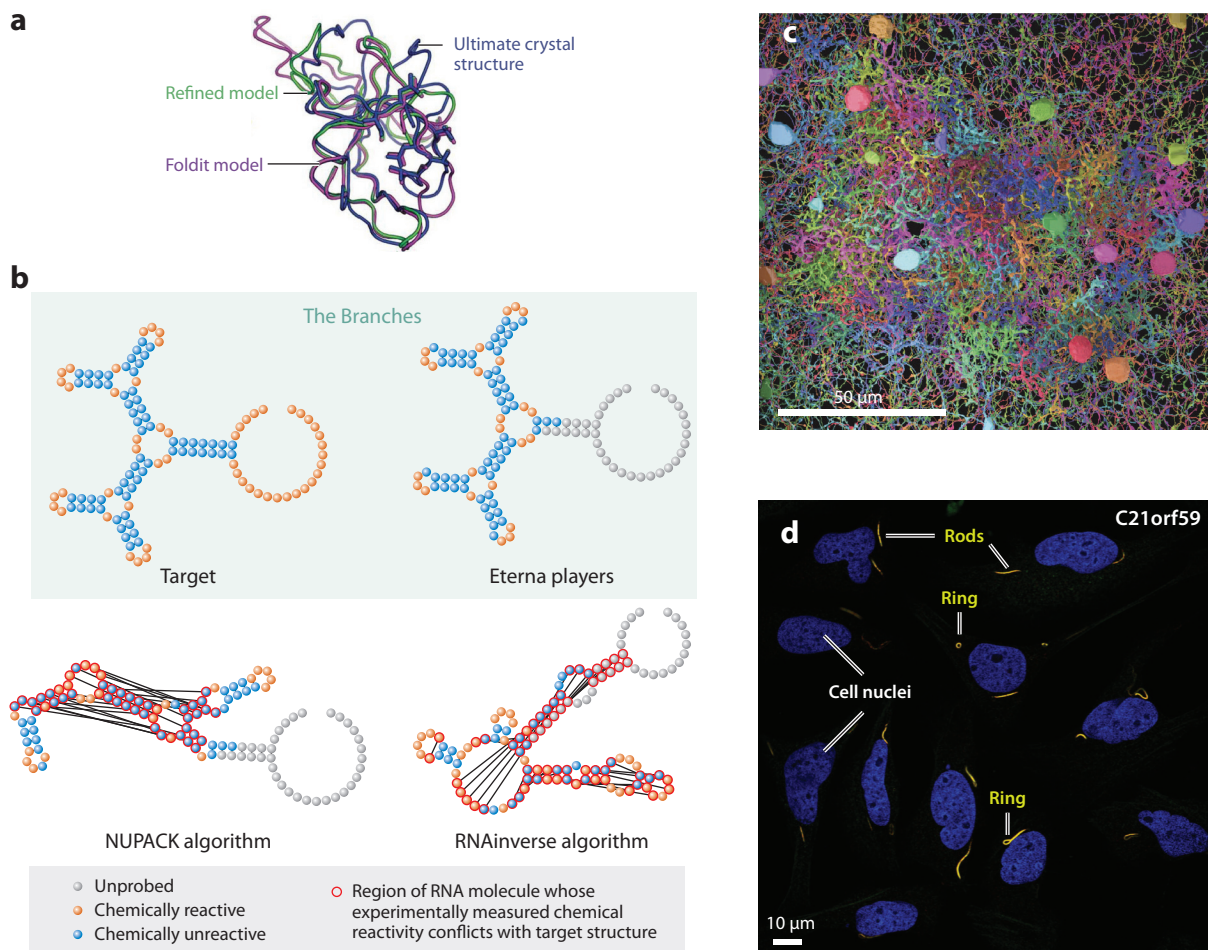 a
Ultimate crystal
structure
Refined model
Foldit model
b
The Branches
Target
Eterna players
NUPACK algorithm
RNAinverse algorithm
Unprobed
Chemically reactive
Chemically unreactive
Region of RNA molecule whose
experimentally measured chemical
reactivity conflicts with target structure
c
50 µm
d
C21orf59
Rods
Ring
Cell nuclei
Ring
10 µm